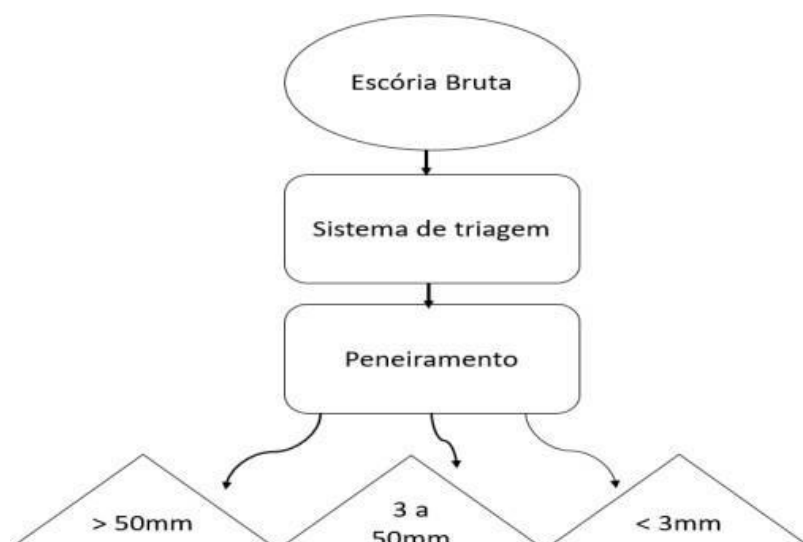 Escória Bruta
Sistema de triagem
Peneiramento
> 50mm
3 a
50mm
< 3mm